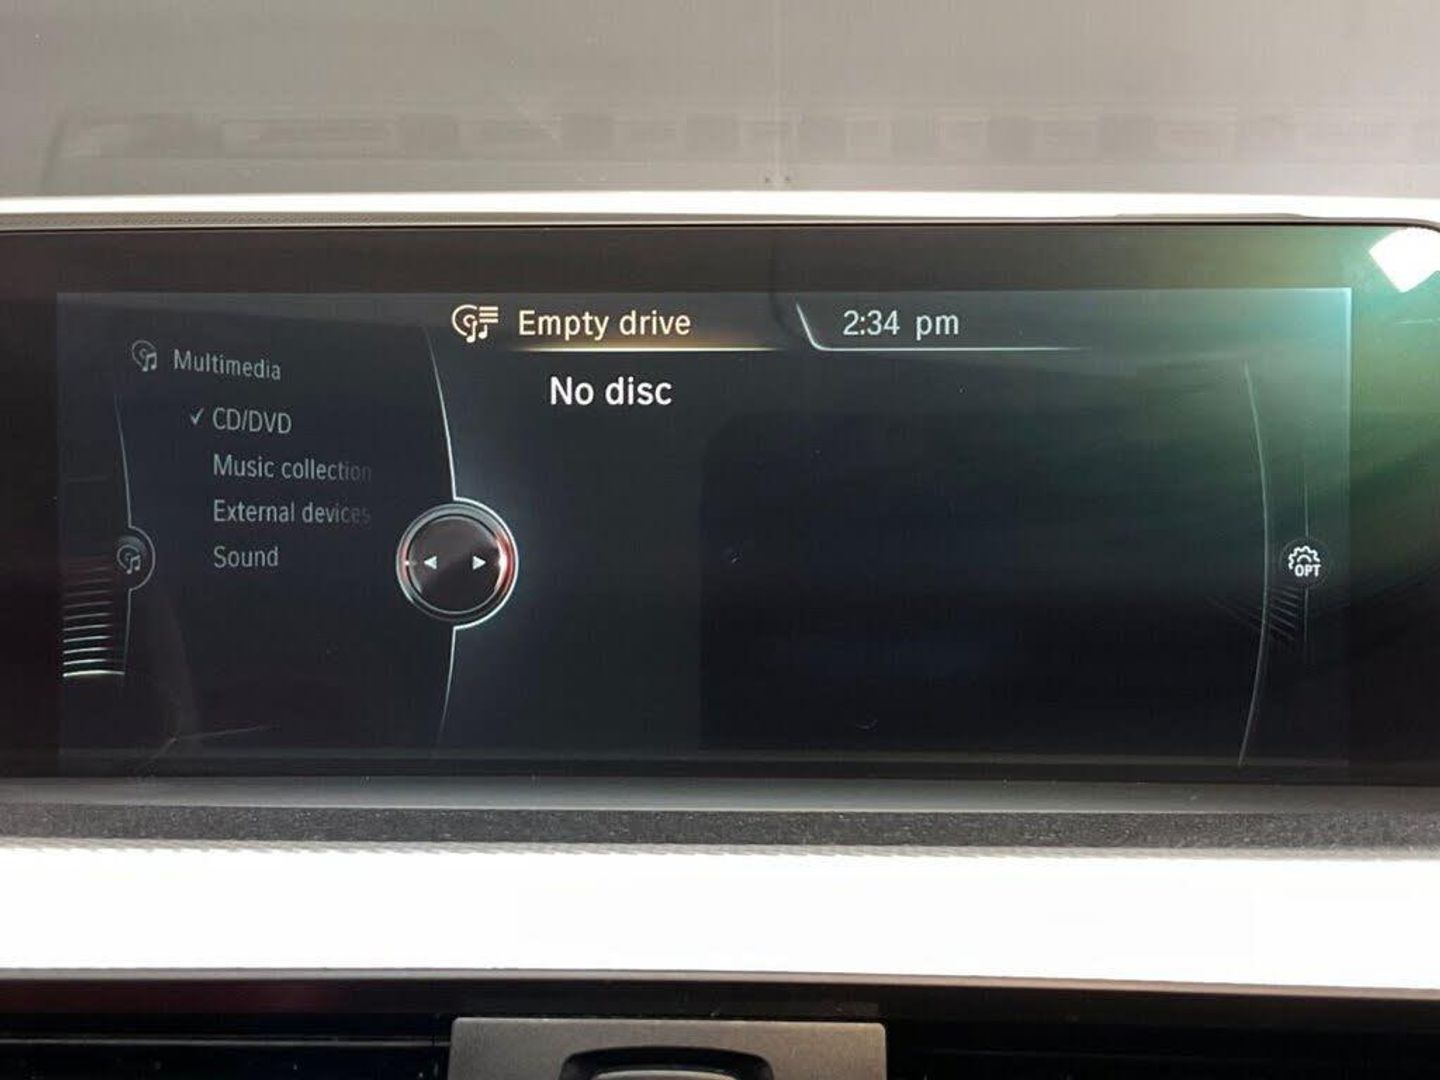 Empty drive
2:34 pm
Multimedia
No disc
✓ CD/DVD
Music collection
External devices
Sound
OPT